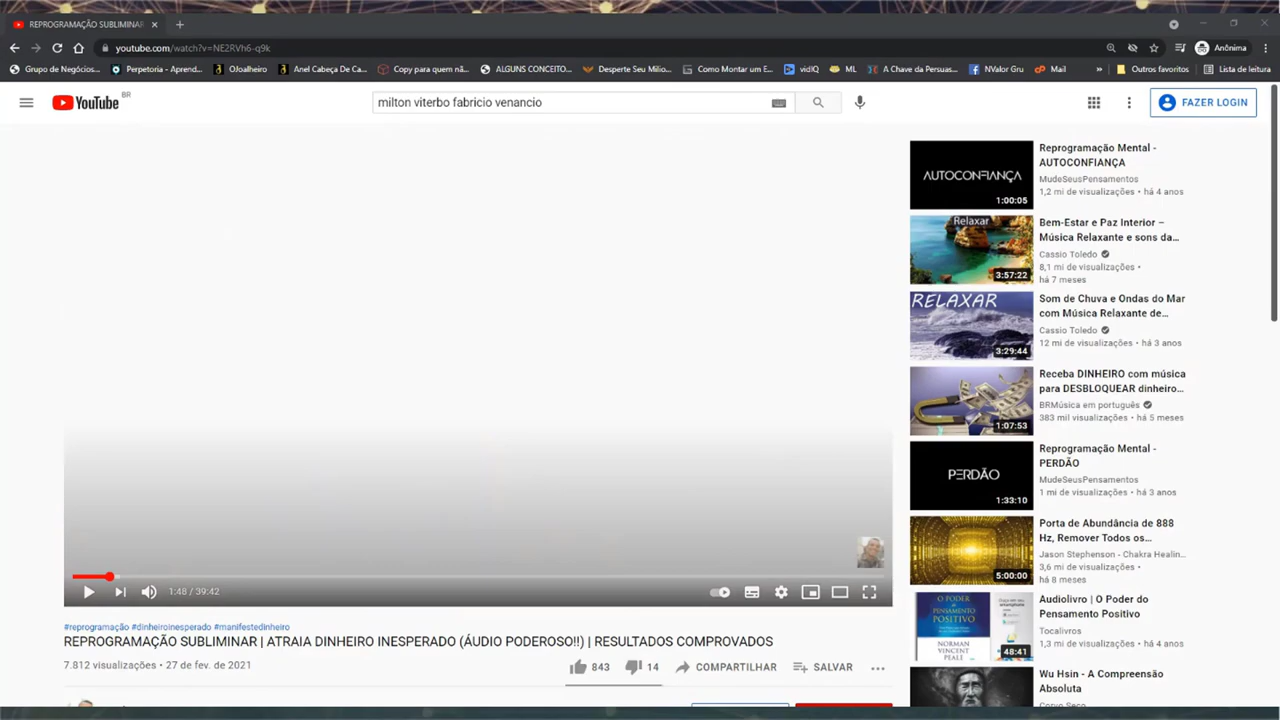 REPROGRAMAÇÃO SUBLIMINAR
youtube.com/watch?v=NE2RVh6-q9k
Anônima
Grupo de Negócios...
Perpetoria - Aprend...
OJoalheiro
Anel Cabeça De Ca...
Copy para quem nã...
ALGUNS CONCEITO...
Desperte Seu Milio...
Como Montar um E...
vidIQ
ML
A Chave da Persuas...
NValor Gru
Mail
»
Outros favoritos
Lista de leitura
YouTube BR
milton viterbo fabricio venancio
FAZER LOGIN
AUTOCONFIANÇA
1:00:05
Reprogramação Mental -
AUTOCONFIANÇA
MudeSeusPensamentos
1,2 mi de visualizações • há 4 anos
Relaxar
3:57:22
Bem-Estar e Paz Interior –
Música Relaxante e sons da...
Cassio Toledo
8,1 mi de visualizações •
há 7 meses
RELAXAR
3:29:44
Som de Chuva e Ondas do Mar
com Música Relaxante de...
Cassio Toledo
12 mi de visualizações • há 3 anos
1:07:53
Receba DINHEIRO com música
para DESBLOQUEAR dinheiro...
BRMúsica em português
383 mil visualizações • há 5 meses
PERDÃO
1:33:10
Reprogramação Mental -
PERDÃO
MudeSeusPensamentos
1 mi de visualizações • há 3 anos
5:00:00
Porta de Abundância de 888
Hz, Remover Todos os...
Jason Stephenson - Chakra Healin...
3,6 mi de visualizações •
há 8 meses
O PODER
DO
PENSAMENTO
POSITIVO
NORMAN
VINCENT
PEALE
48:41
Audiolivro | O Poder do
Pensamento Positivo
Tocalivros
1,3 mi de visualizações • há 4 anos
Wu Hsin - A Compreensão
Absoluta
1:48 / 39:42
#reprogramação #dinheiroinesperado #manifestedinheiro
REPROGRAMAÇÃO SUBLIMINAR | ATRAIA DINHEIRO INESPERADO (ÁUDIO PODEROSO!!) | RESULTADOS COMPROVADOS
7.812 visualizações • 27 de fev. de 2021
843
14
COMPARTILHAR
SALVAR